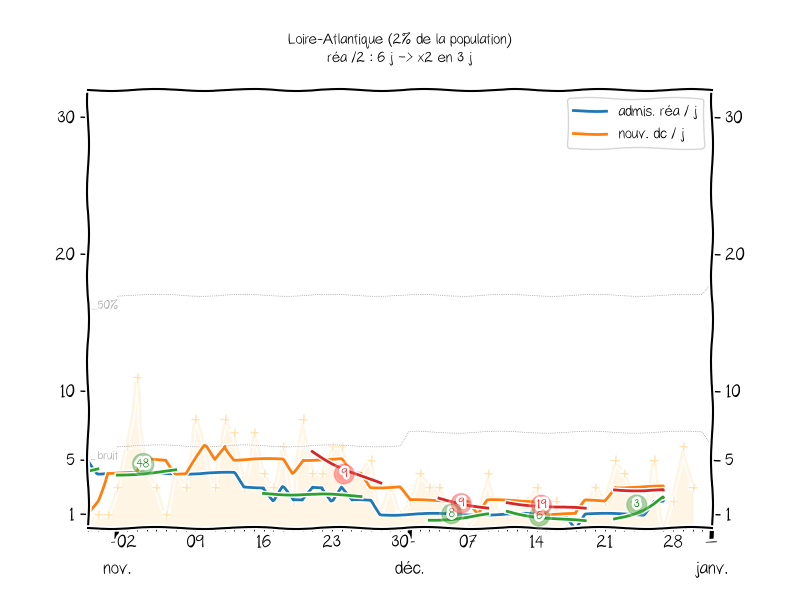 Loire-Atlantique (2% de la population)
réa /2 : 6 j -> x2 en 3 j
admis. réa / j
nouv. dc / j
30
30
20
20
50%
10
10
bruit
5
5
1
1
48
9
9
8
19
3
02 09 16 23 30 07 14 21 28
nov. déc. janv.